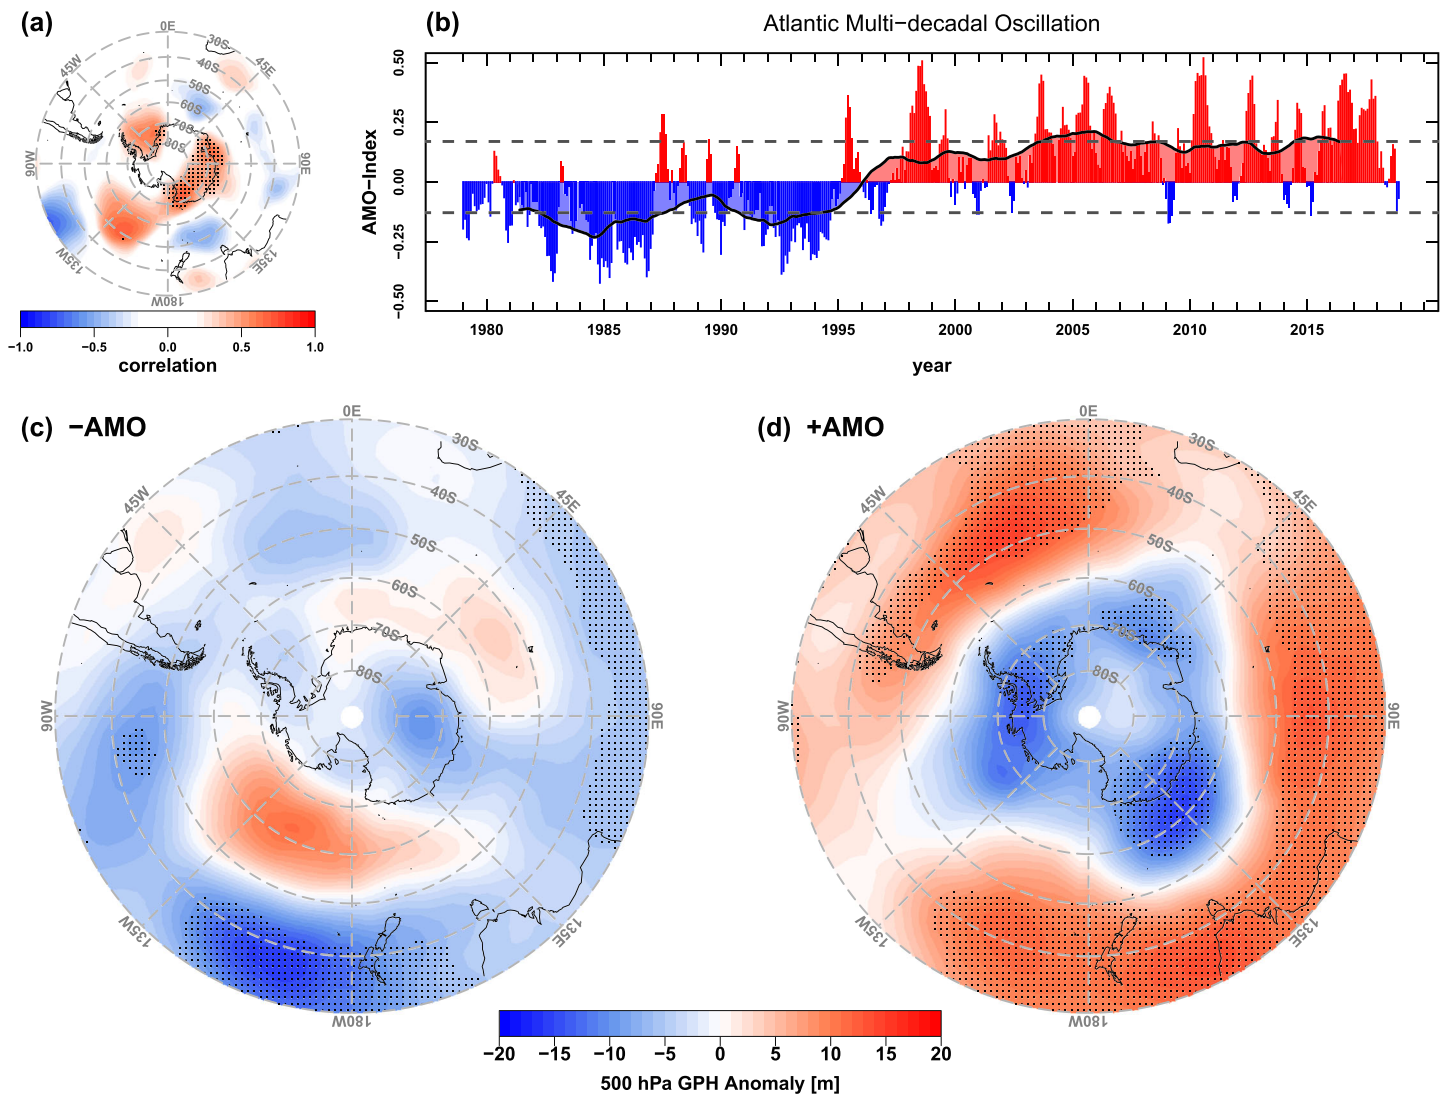 (a)
0E
30S
45W
45E
40S
50S
60S
70S
80S
90W
90E
135W
135E
180W
−1.0 −0.5 0.0 0.5 1.0
correlation
(b) Atlantic Multi−decadal Oscillation
AMO−Index
0.50
0.25
0.00
−0.25
−0.50
1980 1985 1990 1995 2000 2005 2010 2015
year
(c) −AMO
0E
30S
45W
45E
40S
50S
60S
70S
80S
90W
90E
135W
135E
180W
(d) +AMO
0E
30S
45W
45E
40S
50S
60S
70S
80S
90W
90E
135W
135E
180W
−20 −15 −10 −5 0 5 10 15 20
500 hPa GPH Anomaly [m]